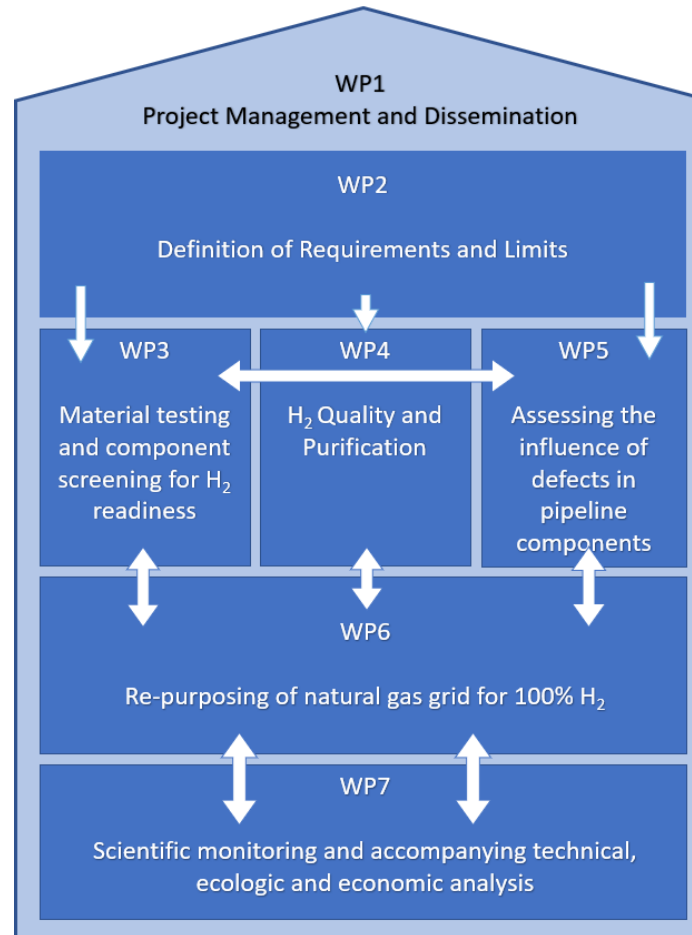 WP1
Project Management and Dissemination
WP2
Definition of Requirements and Limits
WP3
Material testing
and component
screening for H₂
readiness
WP4
H₂ Quality and
Purification
WP5
Assessing the
influence of
defects in
pipeline
components
WP6
Re-purposing of natural gas grid for 100% H₂
WP7
Scientific monitoring and accompanying technical,
ecologic and economic analysis